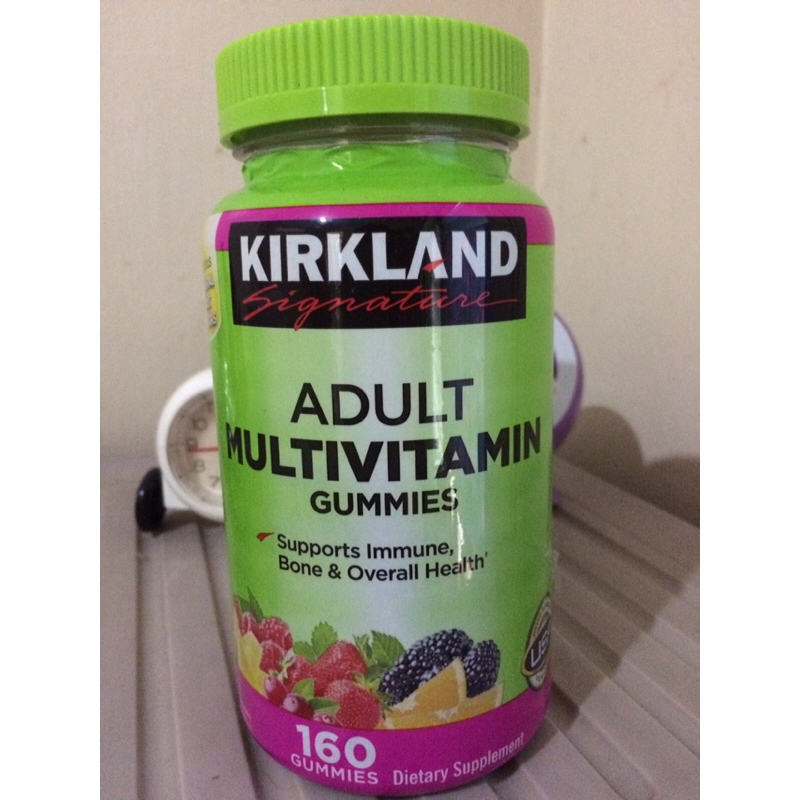 KIRKLAND
Signature
ADULT
MULTIVITAMIN
GUMMIES
Supports Immune,
Bone & Overall Health
160
GUMMIES
Dietary Supplement